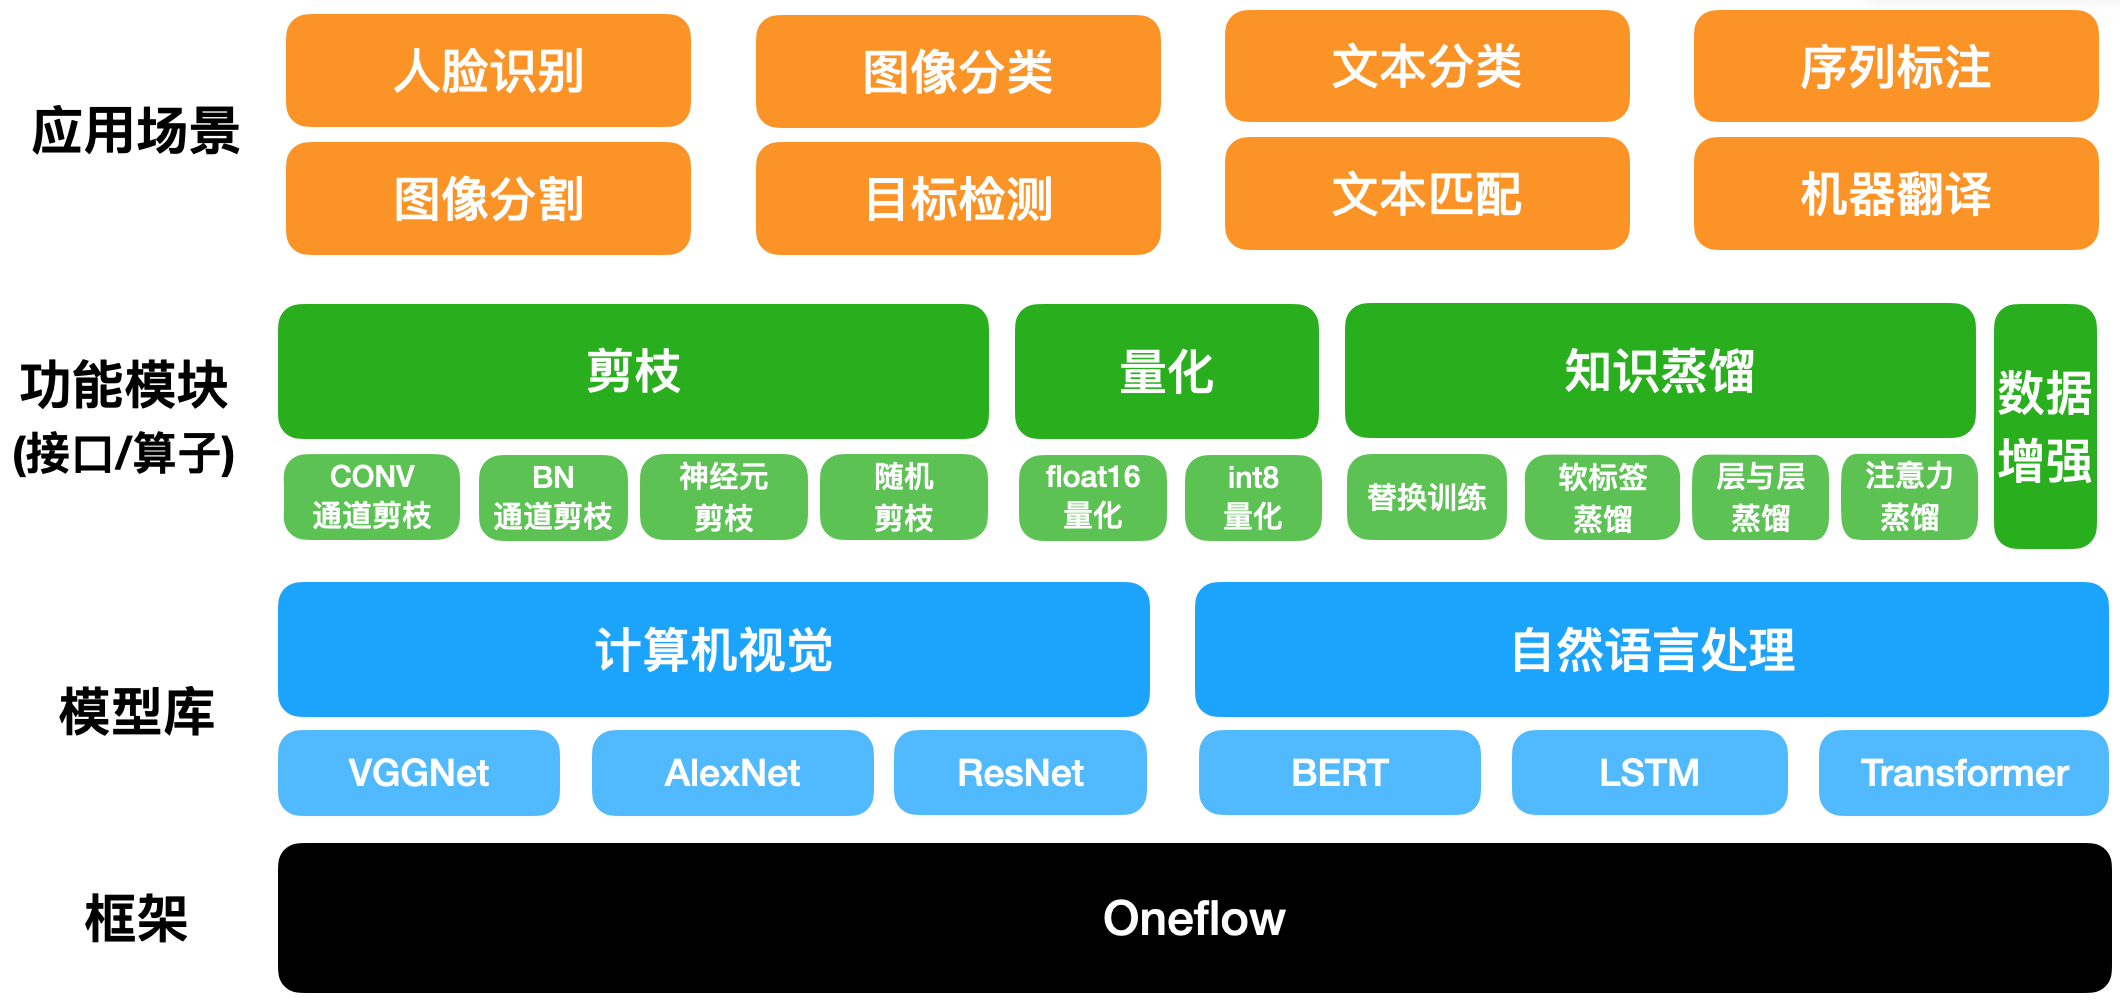 应用场景
人脸识别
图像分类
文本分类
序列标注
图像分割
目标检测
文本匹配
机器翻译
功能模块
(接口/算子)
剪枝
量化
知识蒸馏
数据
增强
CONV
通道剪枝
BN
通道剪枝
神经元
剪枝
随机
剪枝
float16
量化
int8
量化
替换训练
软标签
蒸馏
层与层
蒸馏
注意力
蒸馏
模型库
计算机视觉
自然语言处理
VGGNet
AlexNet
ResNet
BERT
LSTM
Transformer
框架
Oneflow